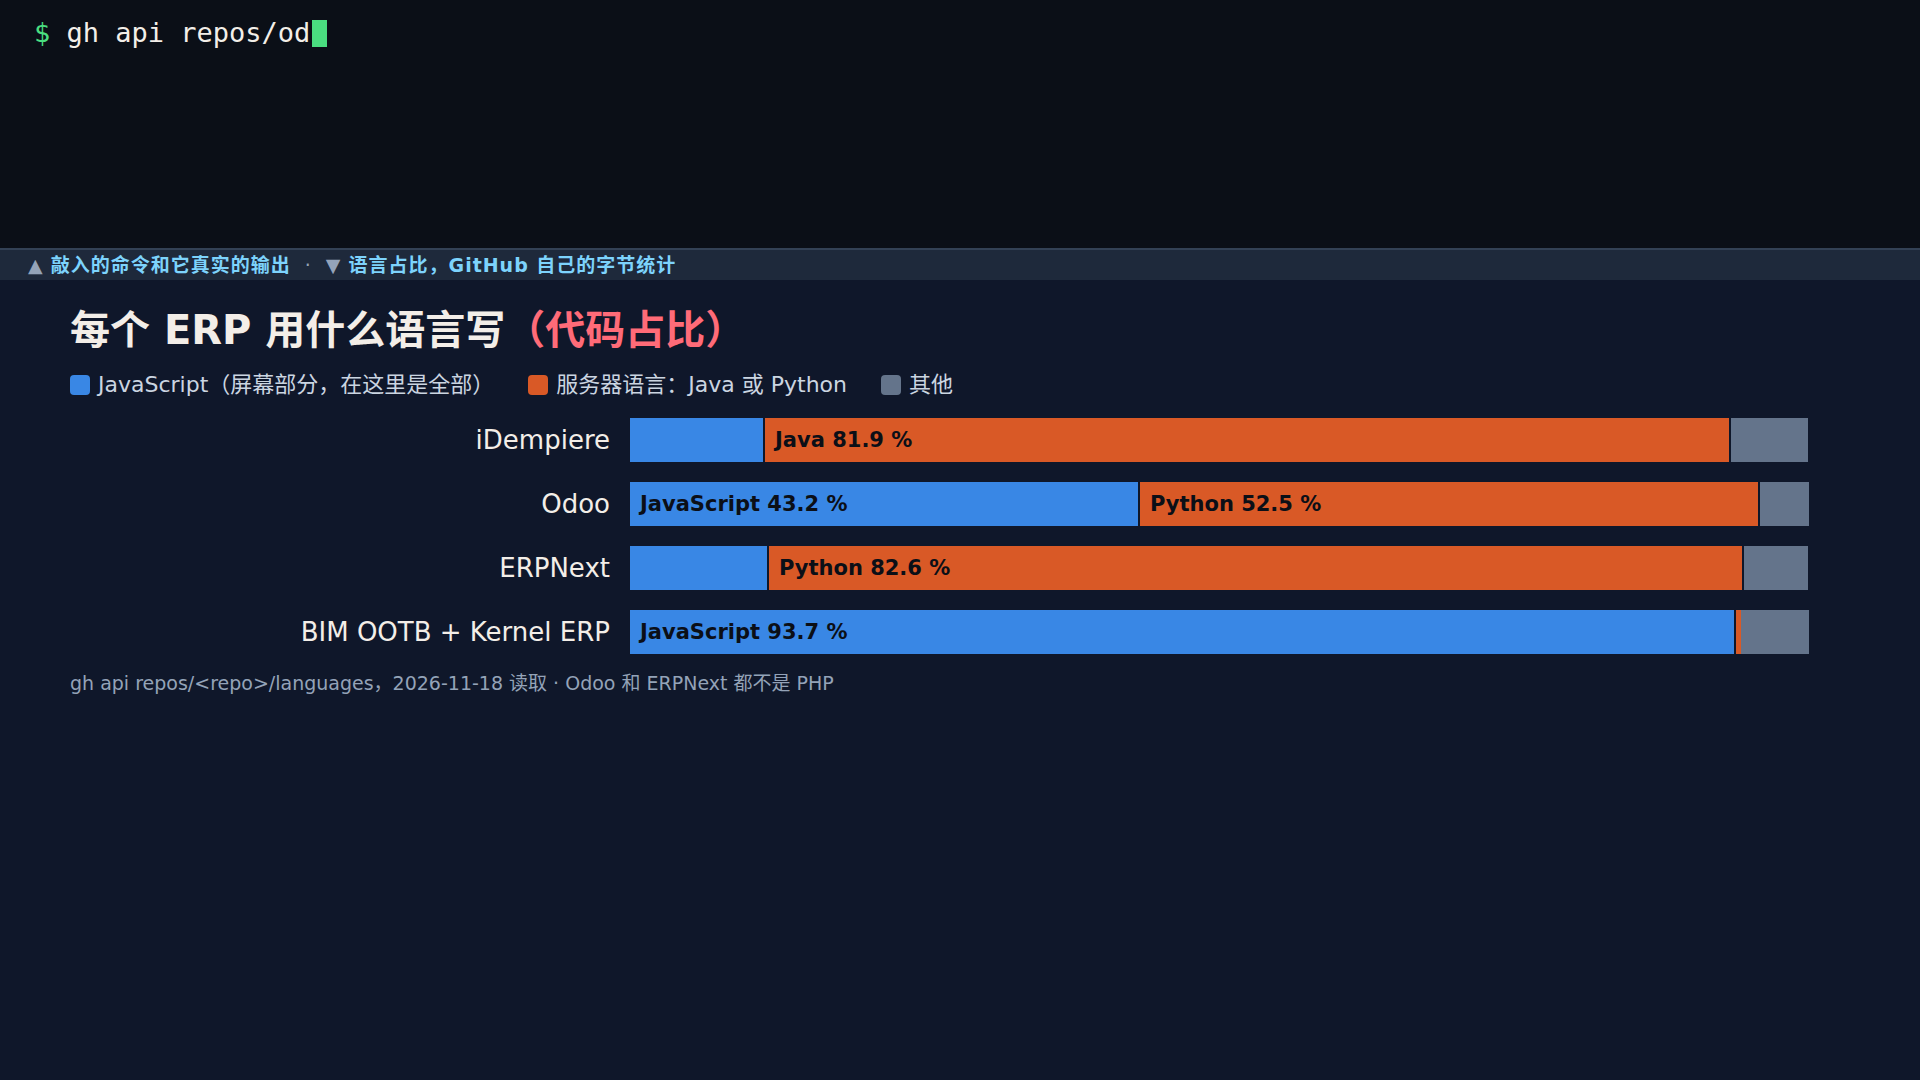 $ gh api repos/od
▲ 敲入的命令和它真实的输出 · ▼ 语言占比，GitHub 自己的字节统计
每个 ERP 用什么语言写（代码占比）
JavaScript（屏幕部分，在这里是全部） 服务器语言：Java 或 Python 其他
iDempiere Java 81.9 %
Odoo JavaScript 43.2 % Python 52.5 %
ERPNext Python 82.6 %
BIM OOTB + Kernel ERP JavaScript 93.7 %
gh api repos/<repo>/languages，2026-11-18 读取 · Odoo 和 ERPNext 都不是 PHP